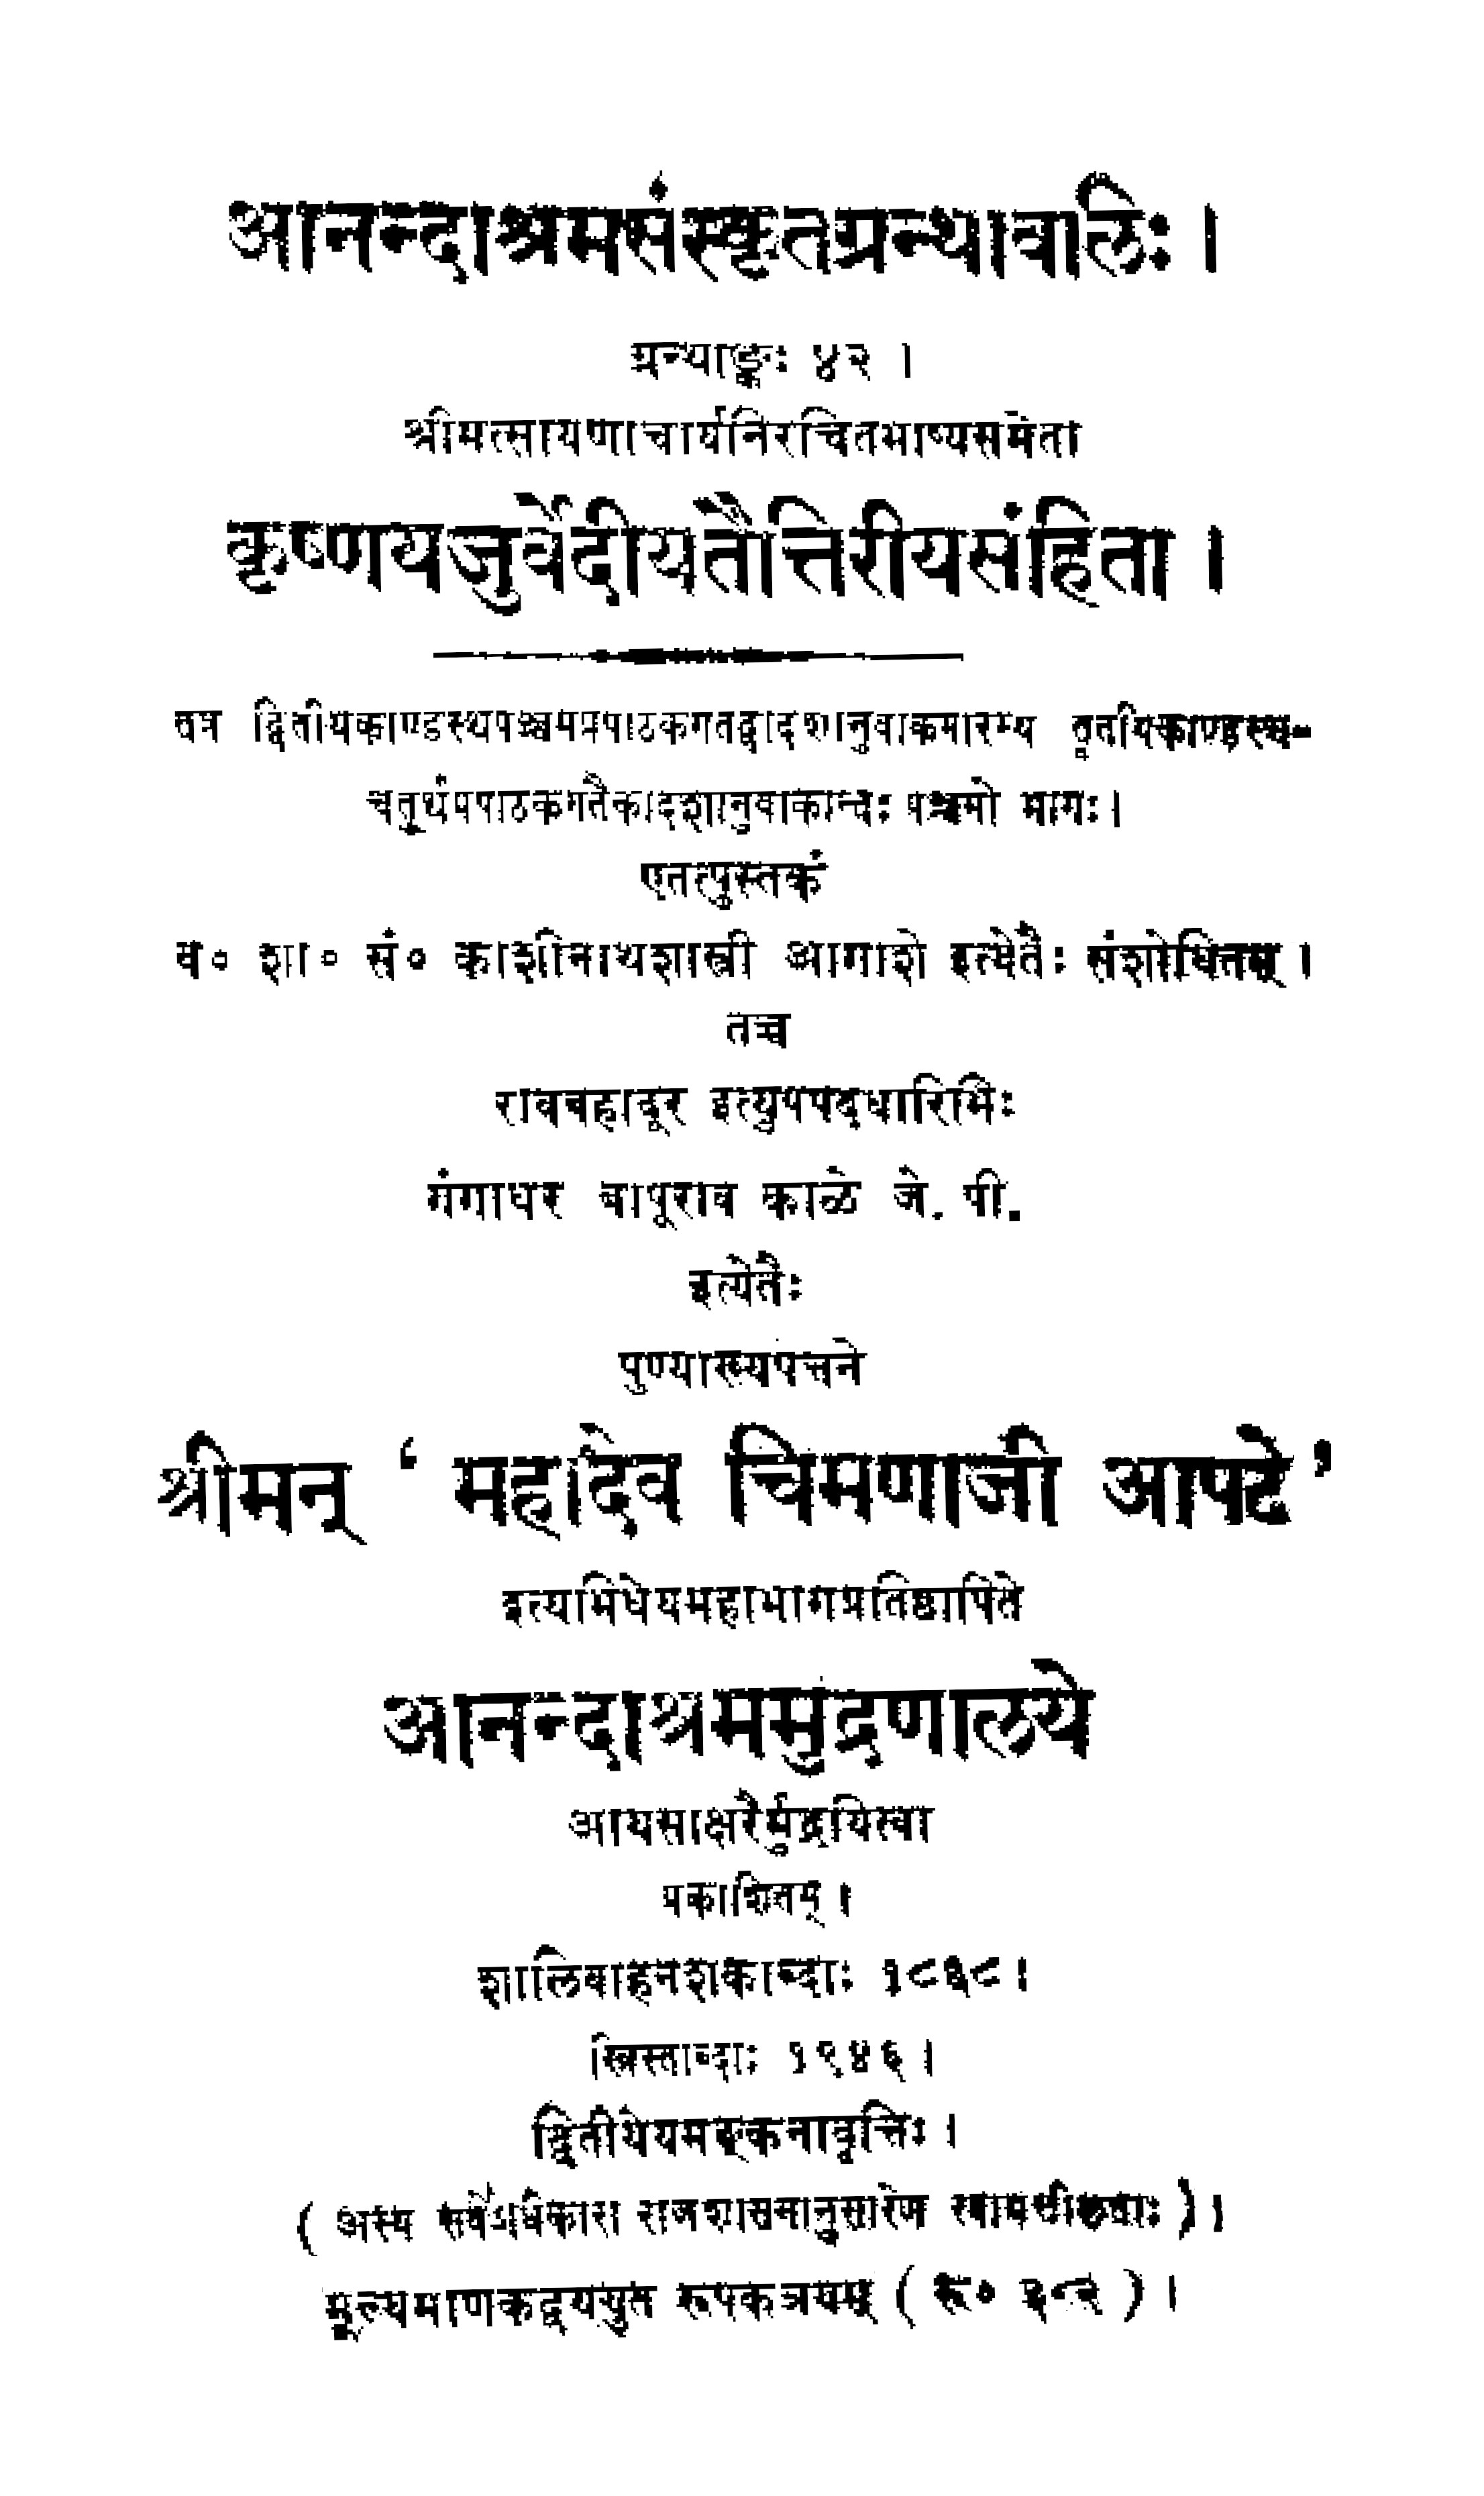 आनन्दाश्रमसंस्कृतग्रन्थावलिः ।
ग्रन्थाङ्कः ४२ ।
श्रीमत्सायणाचार्यविरचितभाष्यसमेता
कृष्णयजुर्वेदीयतैत्तिरीयसंहिता ।
तत्र द्वितीयकाण्डस्थपञ्चमप्रपाठकगतद्वादशानुवाकमारभ्य तृतीयकाण्डस्थ-
चतुर्थप्रपाठकगतैकादशानुवाकान्तः पञ्चमो भागः ।
एतत्पुस्तकं
वे० शा० सं० काशीनाथशास्त्री आगाशे इत्येतैः संशोधितम् ।
तच्च
रावबहादूर इत्युपपदधारिभिः
गंगाधर बापूराव काळे जे. पी.
इत्येतैः
पुण्याख्यपत्तने
श्रीमन् ‘ महादेव चिमणाजी आपटे ’
इत्यभिधेयमहाभागप्रतिष्ठापिते
आनन्दाश्रममुद्रणालये
आयसाक्षरैर्मुद्रयित्वा
प्रकाशितम् ।
शालिवाहनशकाब्दाः १८६८ ।
ख्रिस्ताब्दाः १९४६ ।
द्वितीयेयमङ्कनावृत्तिः ।
( अस्य सर्वेऽधिकारा राजशासनानुसारेण स्वायत्तीकृताः ) ।
मूल्यमाणकद्वययुतं रूपकत्रयम् ( रू० ३=२ ) ।